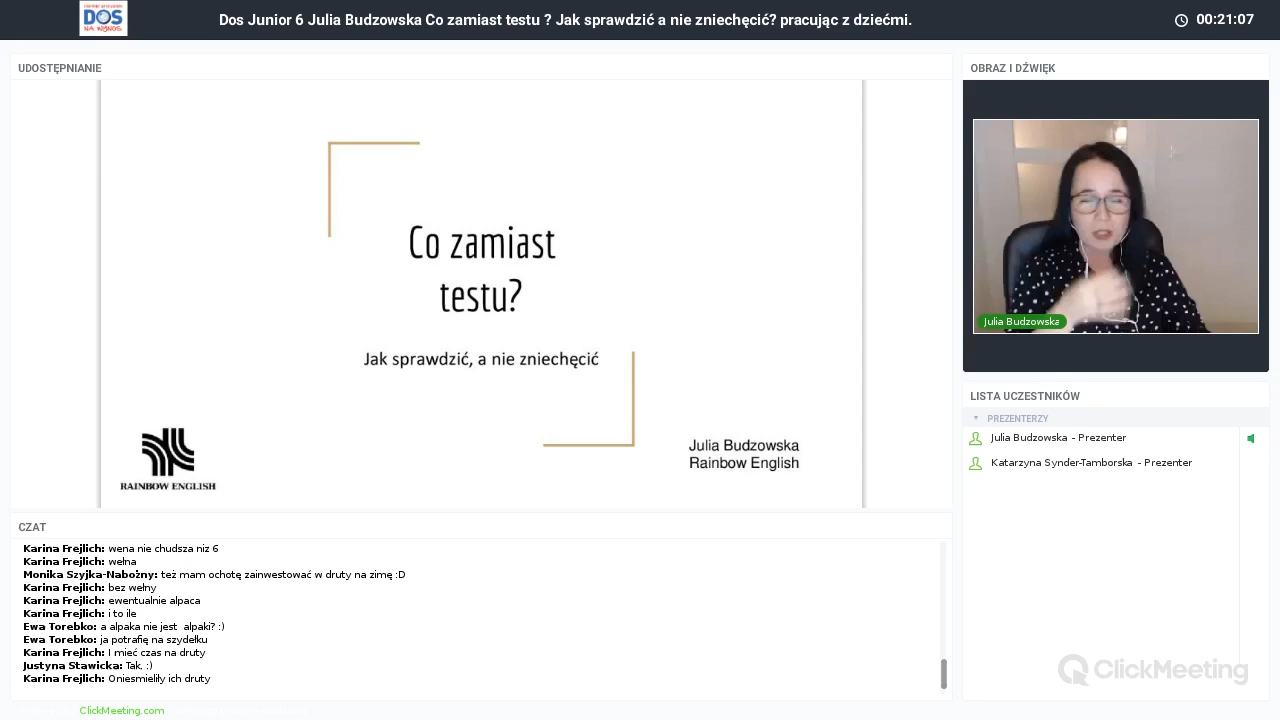 DOS
NA WYNOS
Dos Junior 6 Julia Budzowska Co zamiast testu ? Jak sprawdzić a nie zniechęcić? pracując z dziećmi.
00:21:07
UDOSTĘPNIANIE
Co zamiast
testu?
Jak sprawdzić, a nie zniechęcić
RAINBOW ENGLISH
Julia Budzowska
Rainbow English
OBRAZ I DŹWIĘK
Julia Budzowska
LISTA UCZESTNIKÓW
PREZENTERZY
Julia Budzowska - Prezenter
Katarzyna Synder-Tamborska - Prezenter
ClickMeeting
CZAT
Karina Frejlich: wena nie chudsza niz 6
Karina Frejlich: wełna
Monika Szyjka-Nabożny: też mam ochotę zainwestować w druty na zimę :D
Karina Frejlich: bez wełny
Karina Frejlich: ewentualnie alpaca
Karina Frejlich: i to ile
Ewa Torebko: a alpaka nie jest alpaki? :)
Ewa Torebko: ja potrafię na szydełku
Karina Frejlich: I mieć czas na druty
Justyna Stawicka: Tak, :)
Karina Frejlich: Oniesmieliły ich druty
ClickMeeting.com